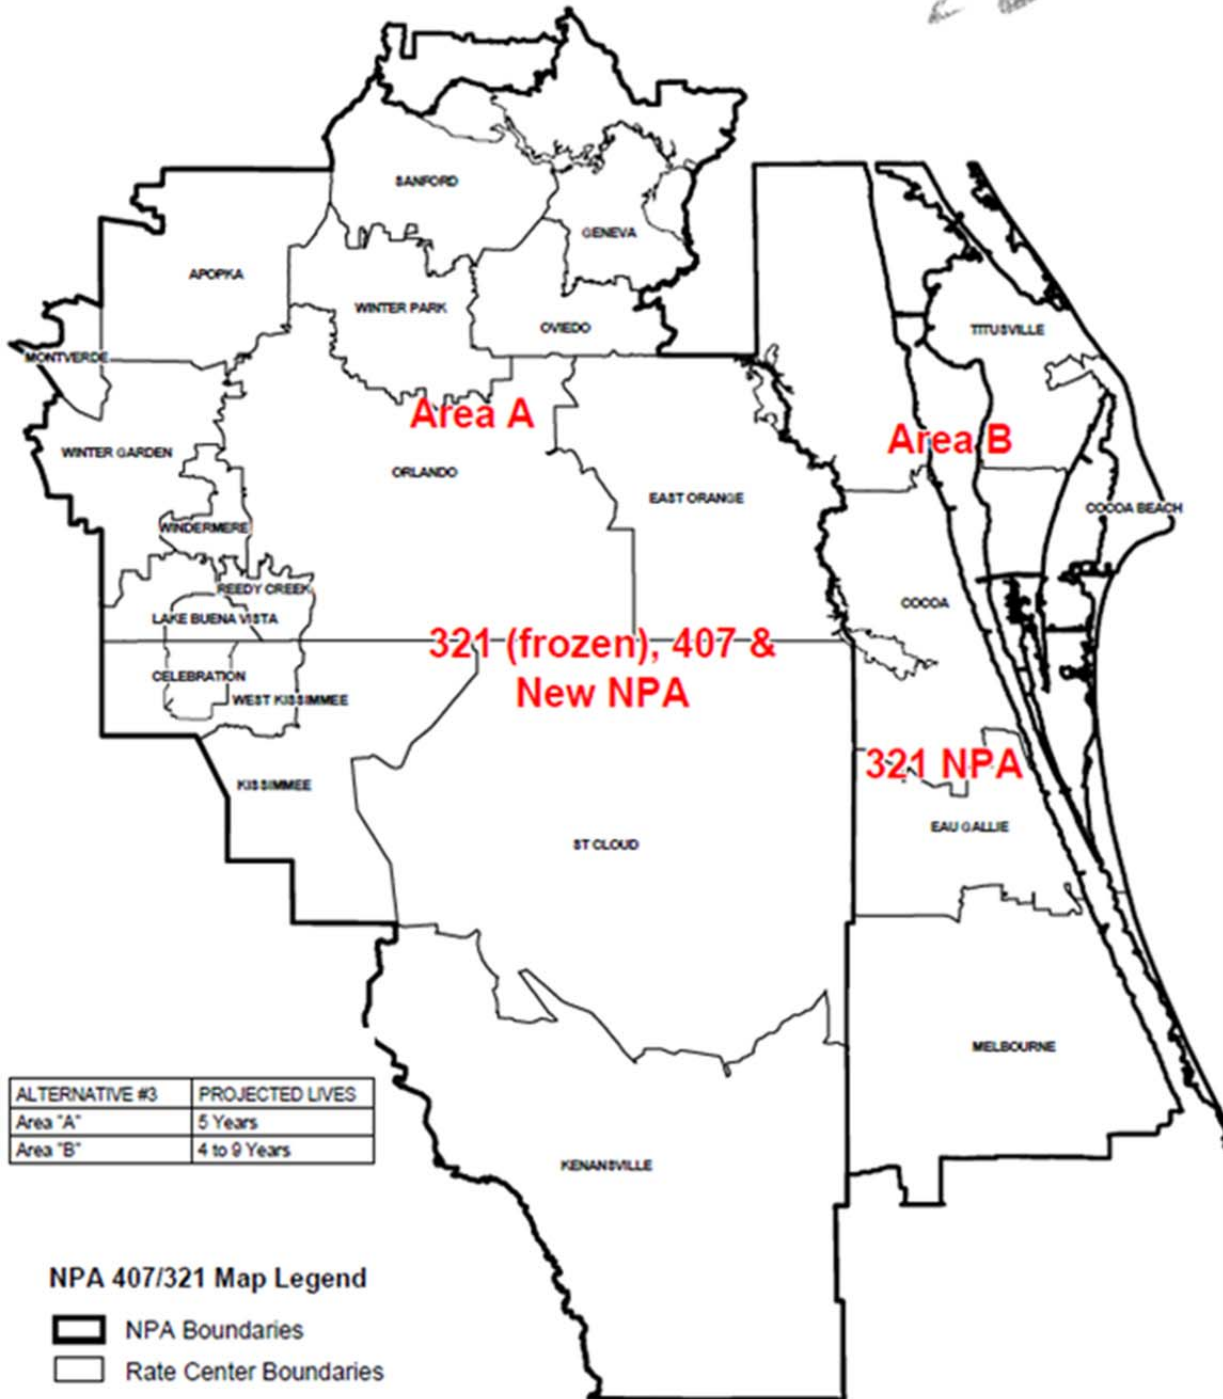 SANFORD
GENEVA
APOPKA
WINTER PARK
OVIEDO
TITUSVILLE
MONTVERDE
Area A
Area B
WINTER GARDEN
ORLANDO
EAST ORANGE
COCOA BEACH
WINDERMERE
REEDY CREEK
COCOA
LAKE BUENA VISTA
321 (frozen), 407 &
New NPA
CELEBRATION
WEST KISSIMMEE
321 NPA
KISSIMMEE
EAU GALLIE
ST CLOUD
MELBOURNE
ALTERNATIVE #3 PROJECTED LIVES
Area "A" 5 Years
Area "B" 4 to 9 Years
KENANSVILLE
NPA 407/321 Map Legend
NPA Boundaries
Rate Center Boundaries